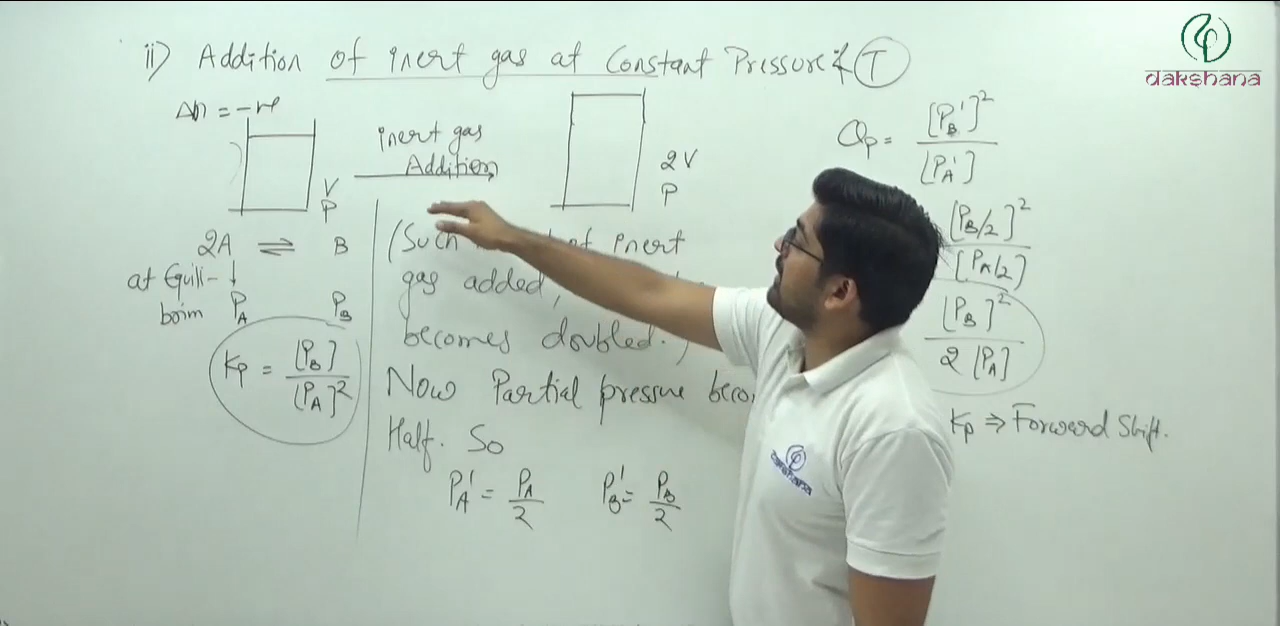 ii) Addition of inert gas at Constant Pressure & T
dakshana
Δn = -ve
inert gas
Addition
V
P
2V
P
2A ⇌ B
at Equili-
brim P_A P_B
Kp = [P_B] / [P_A]^2
(Such of inert
gas added,
becomes doubled.)
Now Partial pressure
Half. So
P_A' = P_A/2 P_B' = P_B/2
Qp = [P_B']^2 / [P_A']
[P_B/2]^2 / [P_A/2]
[P_B]^2 / 2 [P_A]
Kp ⇒ Forward Shift.
dakshana